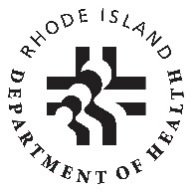 RHODE ISLAND
DEPARTMENT OF HEALTH